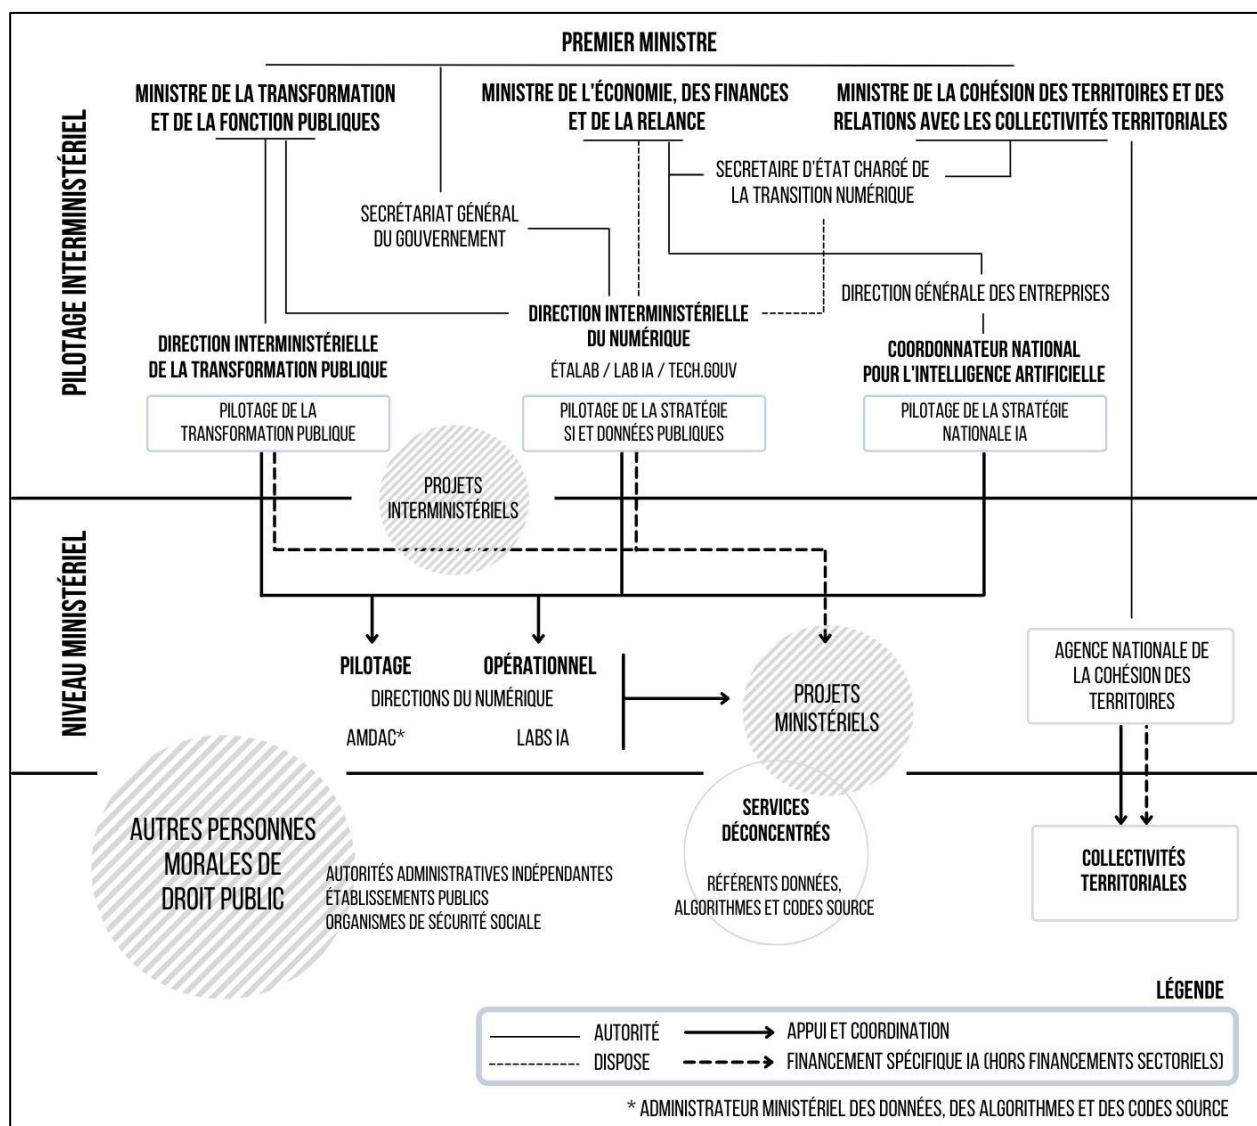 PREMIER MINISTRE
MINISTRE DE LA TRANSFORMATION
ET DE LA FONCTION PUBLIQUES
MINISTRE DE L'ÉCONOMIE, DES FINANCES
ET DE LA RELANCE
MINISTRE DE LA COHÉSION DES TERRITOIRES ET DES
RELATIONS AVEC LES COLLECTIVITÉS TERRITORIALES
PILOTAGE INTERMINISTÉRIEL
SECRETAIRE D'ÉTAT CHARGÉ DE
LA TRANSITION NUMÉRIQUE
SECRÉTARIAT GÉNÉRAL
DU GOUVERNEMENT
DIRECTION GÉNÉRALE DES ENTREPRISES
DIRECTION INTERMINISTÉRIELLE
DU NUMÉRIQUE
ÉTALAB / LAB IA / TECH.GOUV
DIRECTION INTERMINISTÉRIELLE
DE LA TRANSFORMATION PUBLIQUE
COORDONNATEUR NATIONAL
POUR L'INTELLIGENCE ARTIFICIELLE
PILOTAGE DE LA
TRANSFORMATION PUBLIQUE
PILOTAGE DE LA STRATÉGIE
SI ET DONNÉES PUBLIQUES
PILOTAGE DE LA STRATÉGIE
NATIONALE IA
PROJETS
INTERMINISTÉRIELS
NIVEAU MINISTÉRIEL
PILOTAGE
OPÉRATIONNEL
DIRECTIONS DU NUMÉRIQUE
AMDAC*
LABS IA
PROJETS
MINISTÉRIELS
AGENCE NATIONALE DE
LA COHÉSION DES
TERRITOIRES
AUTRES PERSONNES
MORALES DE
DROIT PUBLIC
AUTORITÉS ADMINISTRATIVES INDÉPENDANTES
ÉTABLISSEMENTS PUBLICS
ORGANISMES DE SÉCURITÉ SOCIALE
SERVICES
DÉCONCENTRÉS
RÉFÉRENTS DONNÉES,
ALGORITHMES ET CODES SOURCE
COLLECTIVITÉS
TERRITORIALES
LÉGENDE
AUTORITÉ
APPUI ET COORDINATION
DISPOSE
FINANCEMENT SPÉCIFIQUE IA (HORS FINANCEMENTS SECTORIELS)
* ADMINISTRATEUR MINISTÉRIEL DES DONNÉES, DES ALGORITHMES ET DES CODES SOURCE